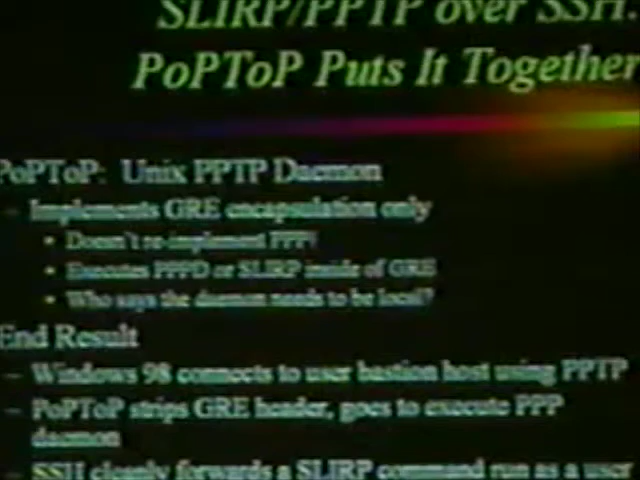 SLIRP/PPTP over SSH:
PoPToP Puts It Together
PoPToP: Unix PPTP Daemon
– Implements GRE encapsulation only
• Doesn't re-implement PPP!
• Executes PPPD or SLIRP inside of GRE
• Who says the daemon needs to be local?
End Result
– Windows 98 connects to user bastion host using PPTP
– PoPToP strips GRE header, goes to execute PPP
daemon
– SSH cleanly forwards a SLIRP command run as a user